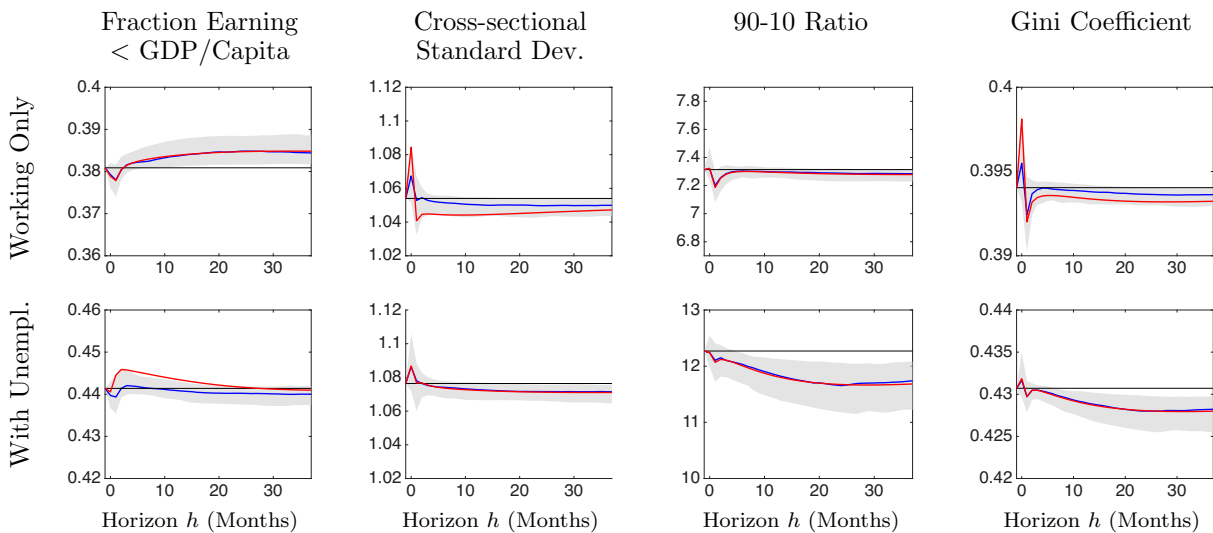 Fraction Earning
< GDP/Capita
Cross-sectional
Standard Dev.
90-10 Ratio
Gini Coefficient
Working Only
0.4
0.39
0.38
0.37
0.36
0 10 20 30
1.12
1.1
1.08
1.06
1.04
1.02
0 10 20 30
7.8
7.6
7.4
7.2
7
6.8
0 10 20 30
0.4
0.395
0.39
0 10 20 30
With Unempl.
0.46
0.45
0.44
0.43
0.42
0 10 20 30
Horizon h (Months)
1.12
1.1
1.08
1.06
1.04
1.02
0 10 20 30
Horizon h (Months)
13
12
11
10
0 10 20 30
Horizon h (Months)
0.44
0.435
0.43
0.425
0.42
0 10 20 30
Horizon h (Months)